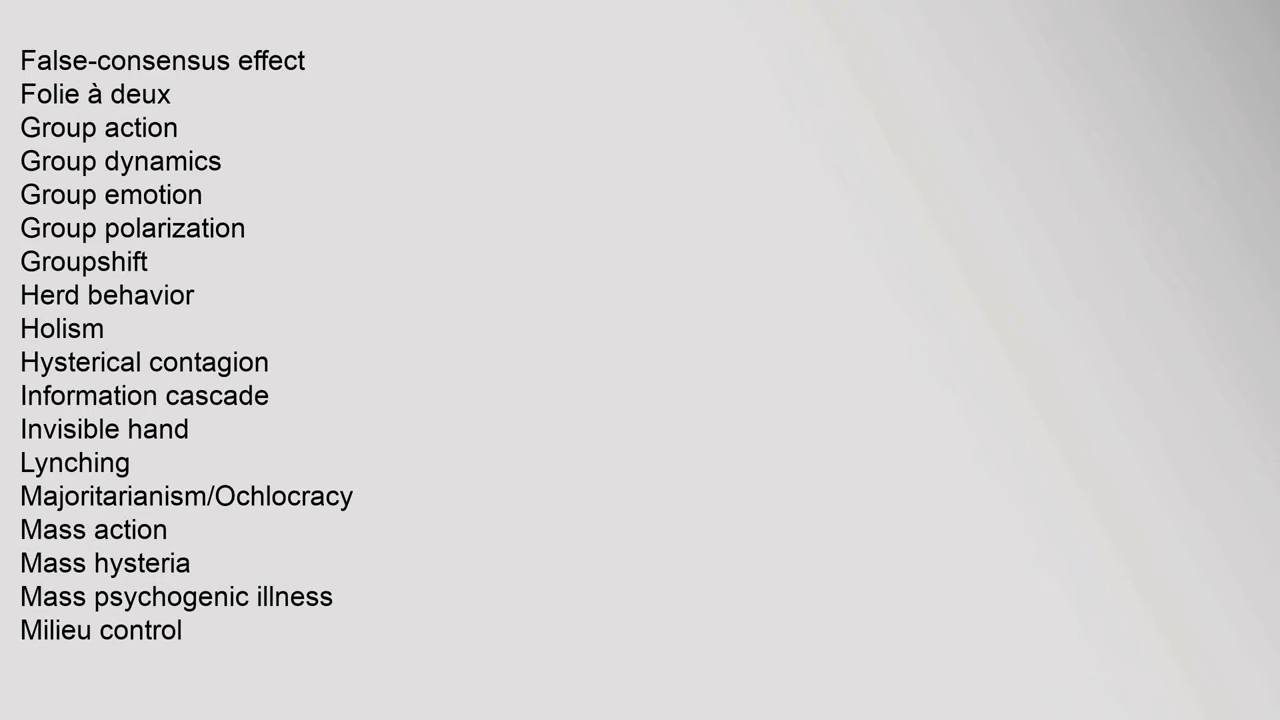 False-consensus effect
Folie à deux
Group action
Group dynamics
Group emotion
Group polarization
Groupshift
Herd behavior
Holism
Hysterical contagion
Information cascade
Invisible hand
Lynching
Majoritarianism/Ochlocracy
Mass action
Mass hysteria
Mass psychogenic illness
Milieu control